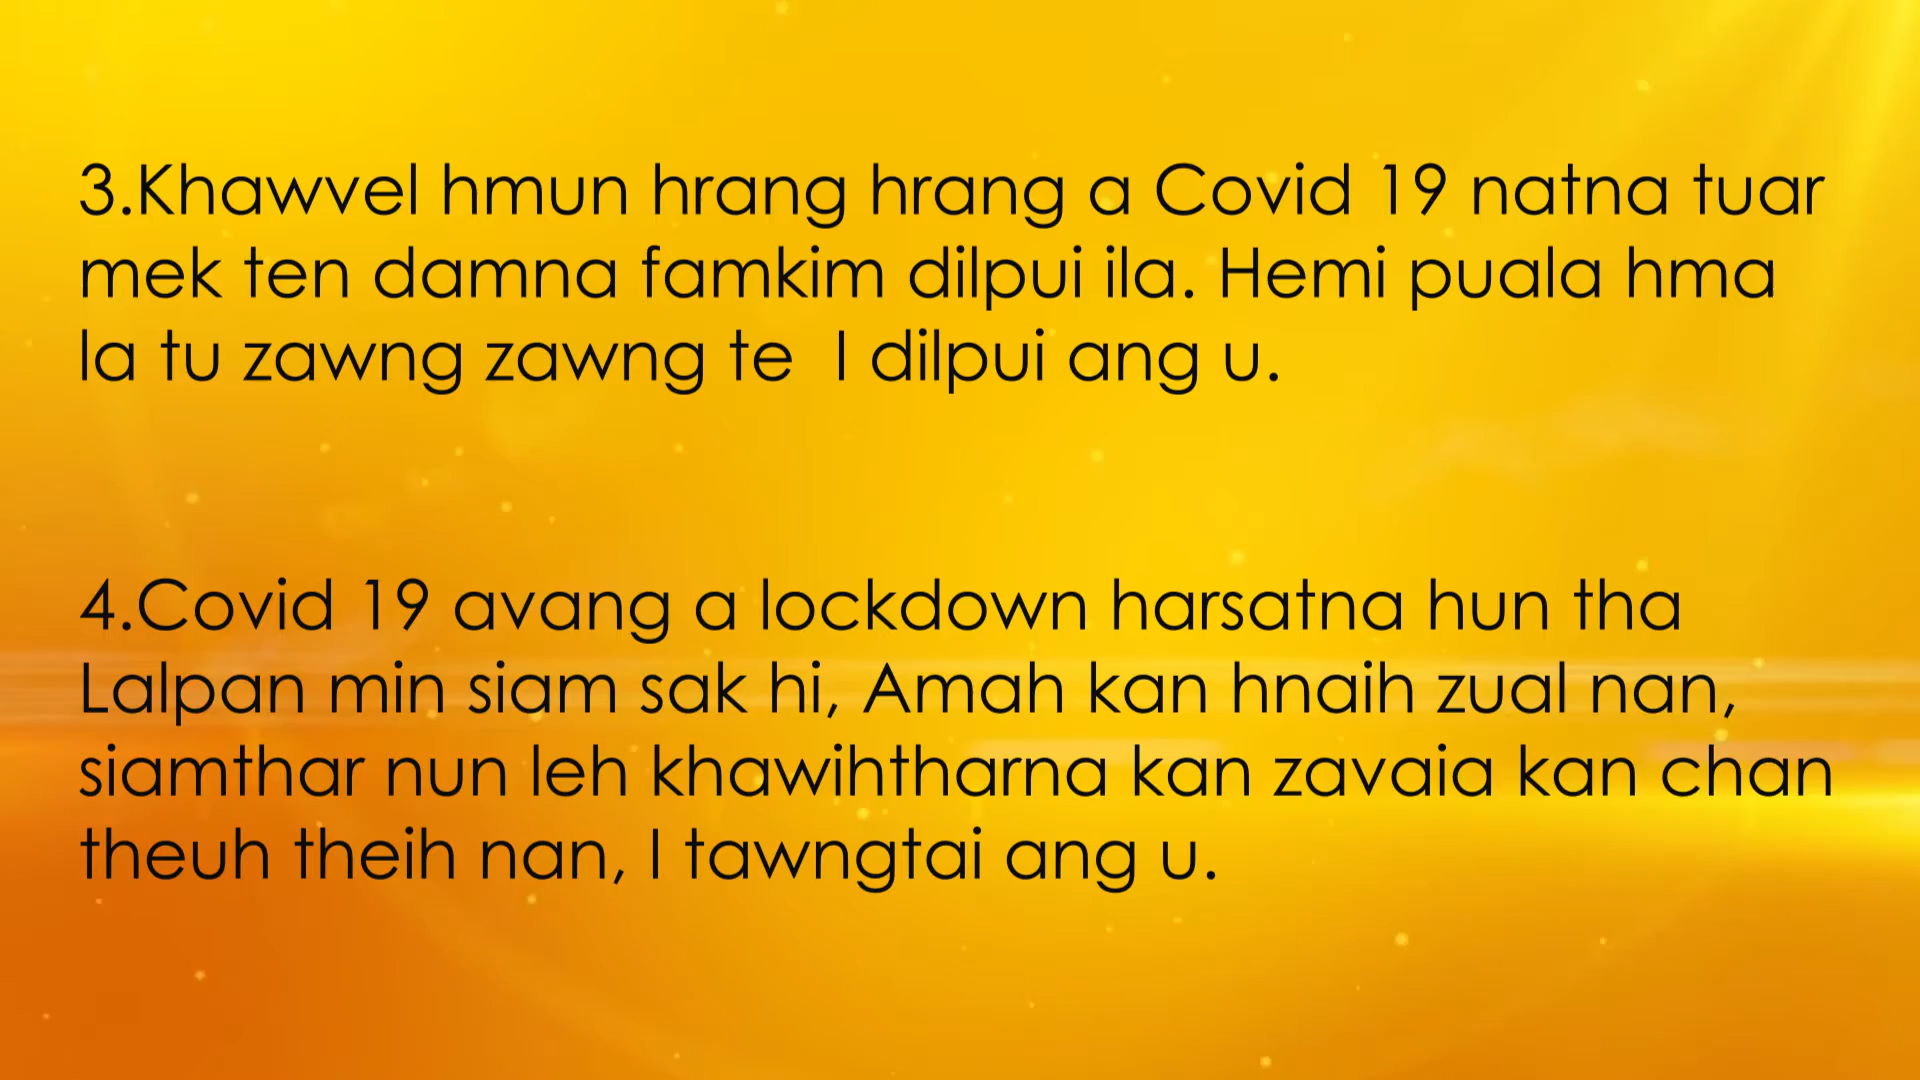 3.Khawvel hmun hrang hrang a Covid 19 natna tuar
mek ten damna famkim dilpui ila. Hemi puala hma
la tu zawng zawng te  I dilpui ang u.
4.Covid 19 avang a lockdown harsatna hun tha
Lalpan min siam sak hi, Amah kan hnaih zual nan,
siamthar nun leh khawihtharna kan zavaia kan chan
theuh theih nan, I tawngtai ang u.